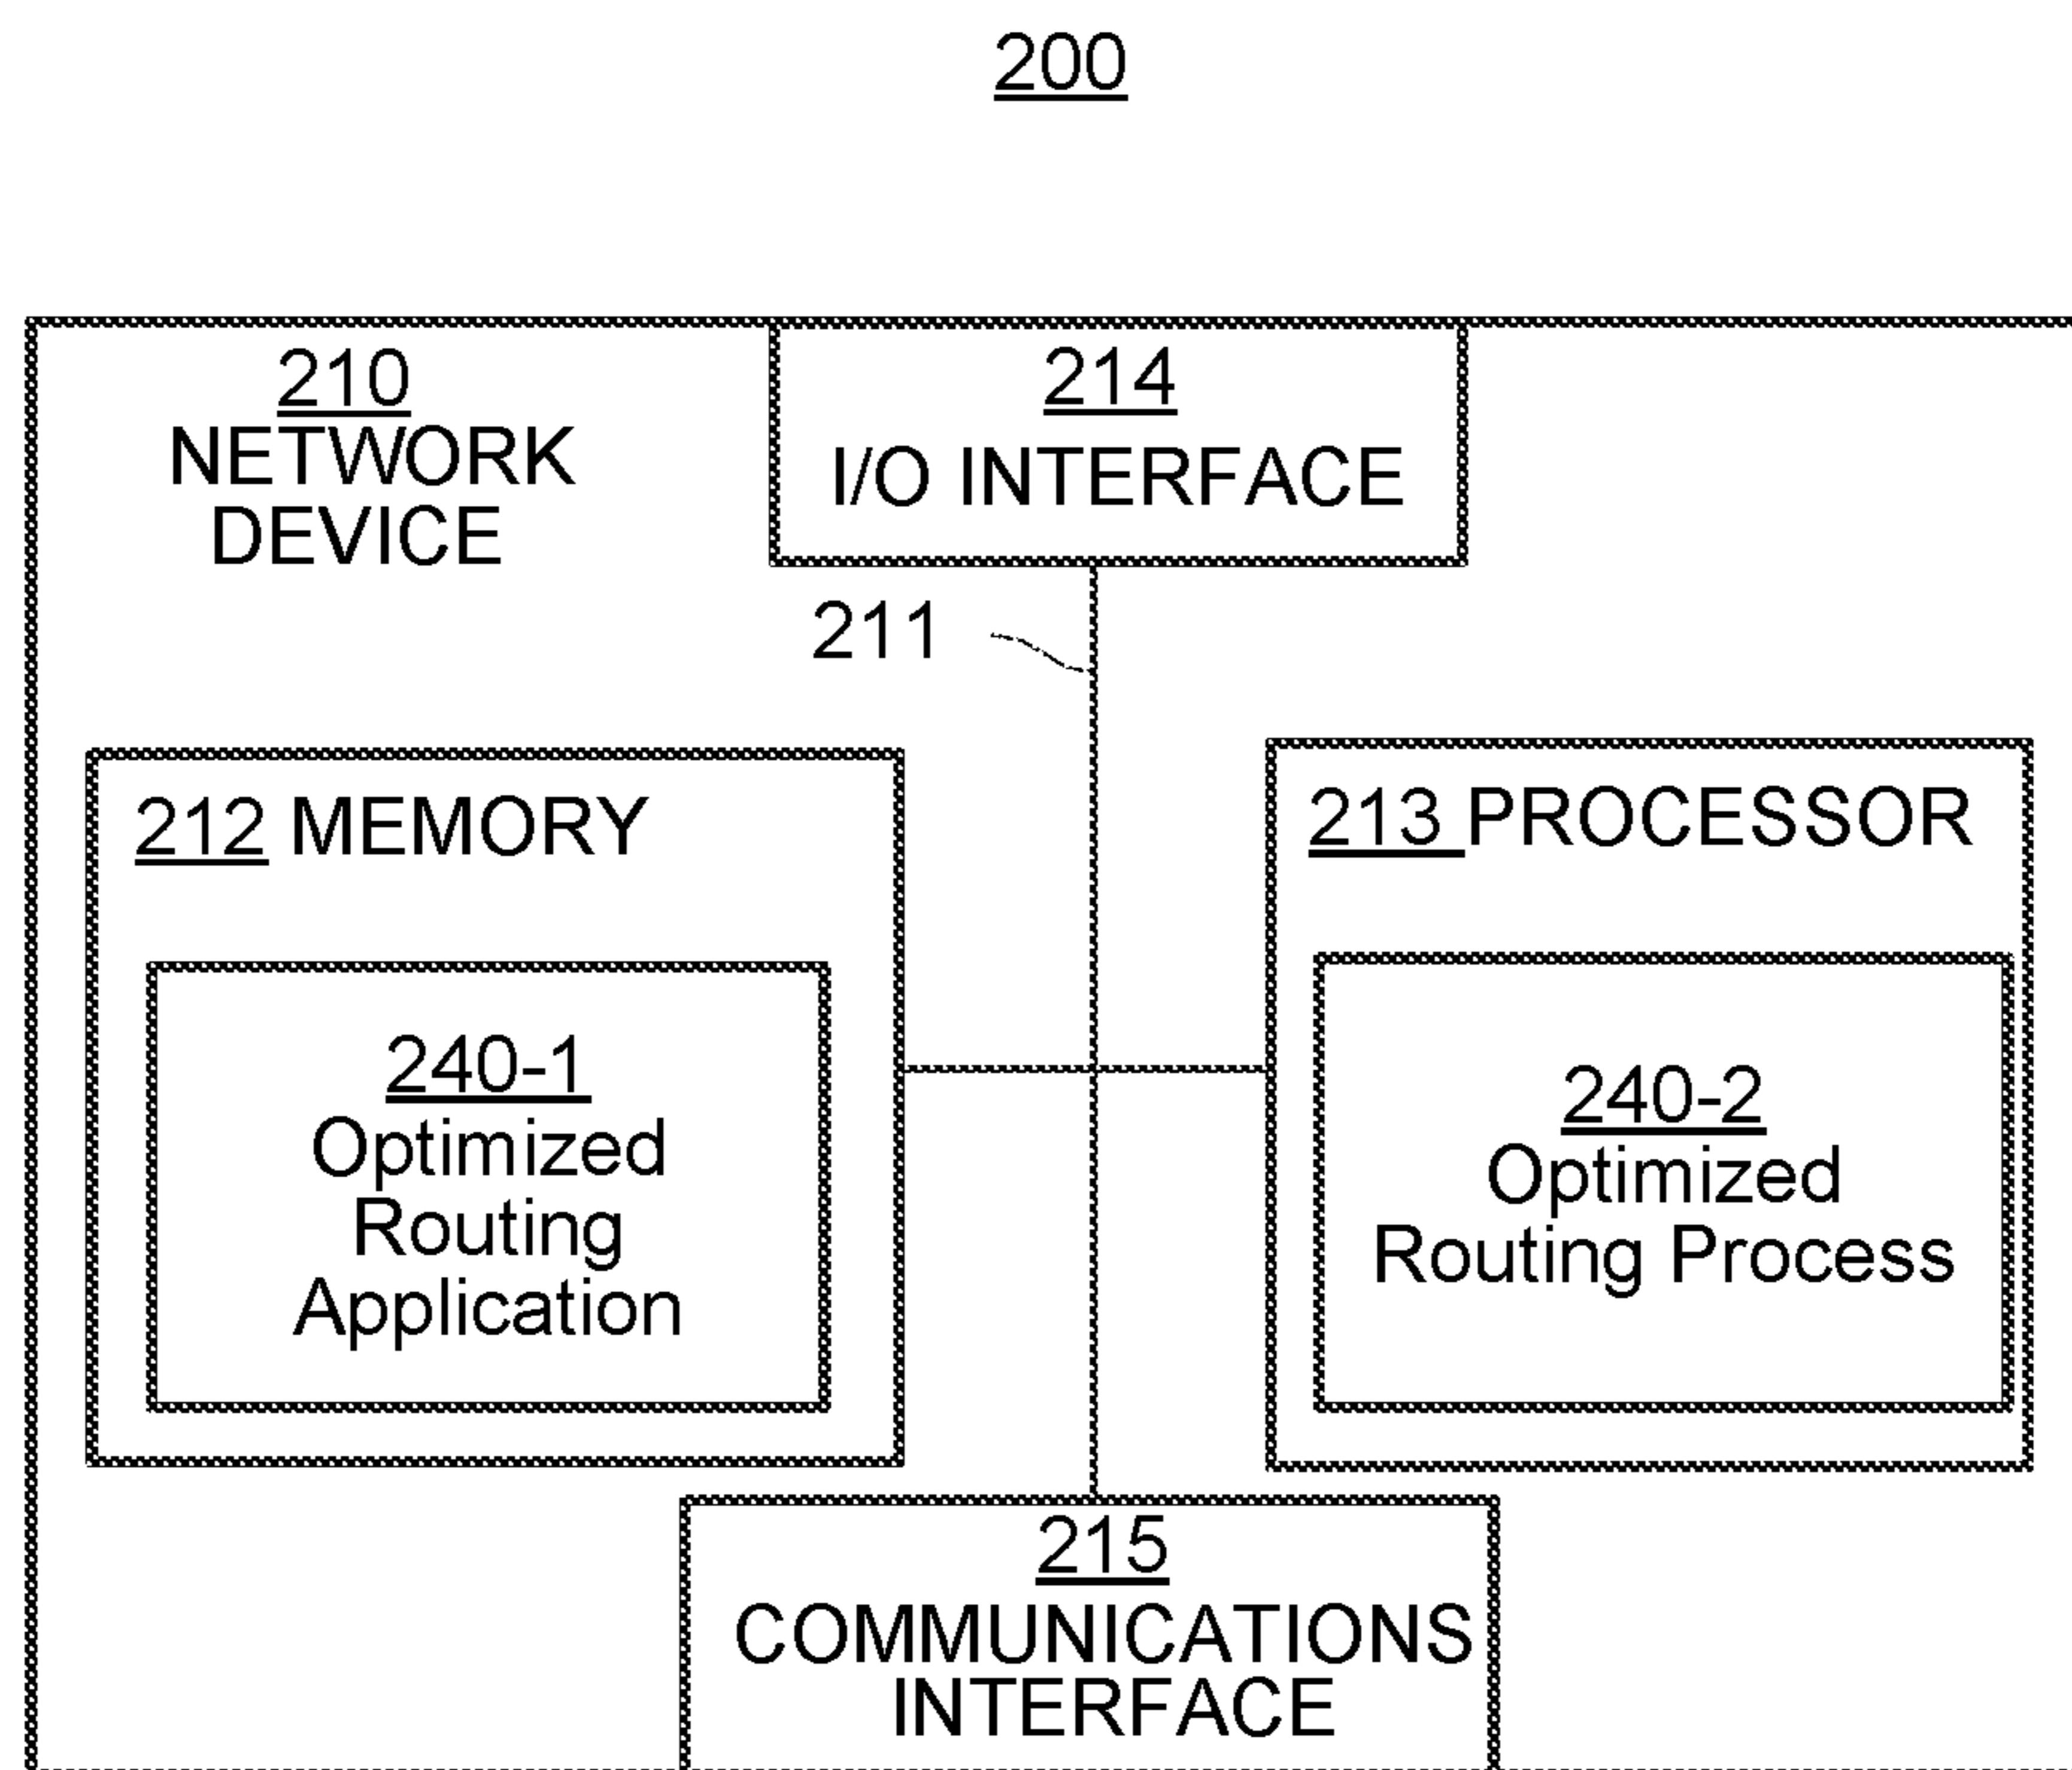 200
210
NETWORK
DEVICE
214
I/O INTERFACE
211
212 MEMORY
213 PROCESSOR
240-1
Optimized
Routing
Application
240-2
Optimized
Routing Process
215
COMMUNICATIONS
INTERFACE